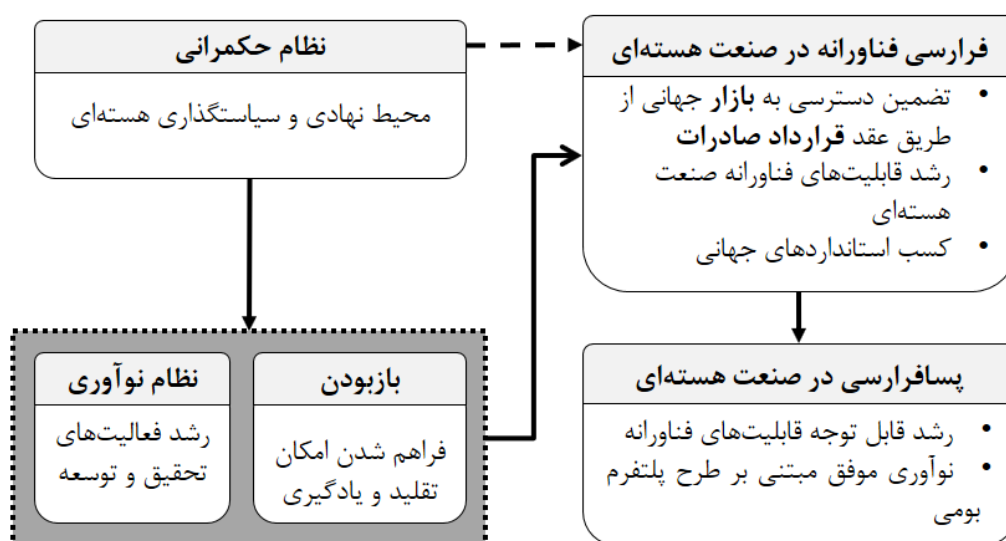 فرارسی فناورانه در صنعت هسته‌ای
• تضمین دسترسی به بازار جهانی از
طریق عقد قرارداد صادرات
• رشد قابلیت‌های فناورانه صنعت
هسته‌ای
• کسب استانداردهای جهانی
نظام حکمرانی
محیط نهادی و سیاستگذاری هسته‌ای
بازبودن
فراهم شدن امکان
تقلید و یادگیری
نظام نوآوری
رشد فعالیت‌های
تحقیق و توسعه
پسافرارسی در صنعت هسته‌ای
• رشد قابل توجه قابلیت‌های فناورانه
• نوآوری موفق مبتنی بر طرح پلتفرم
بومی